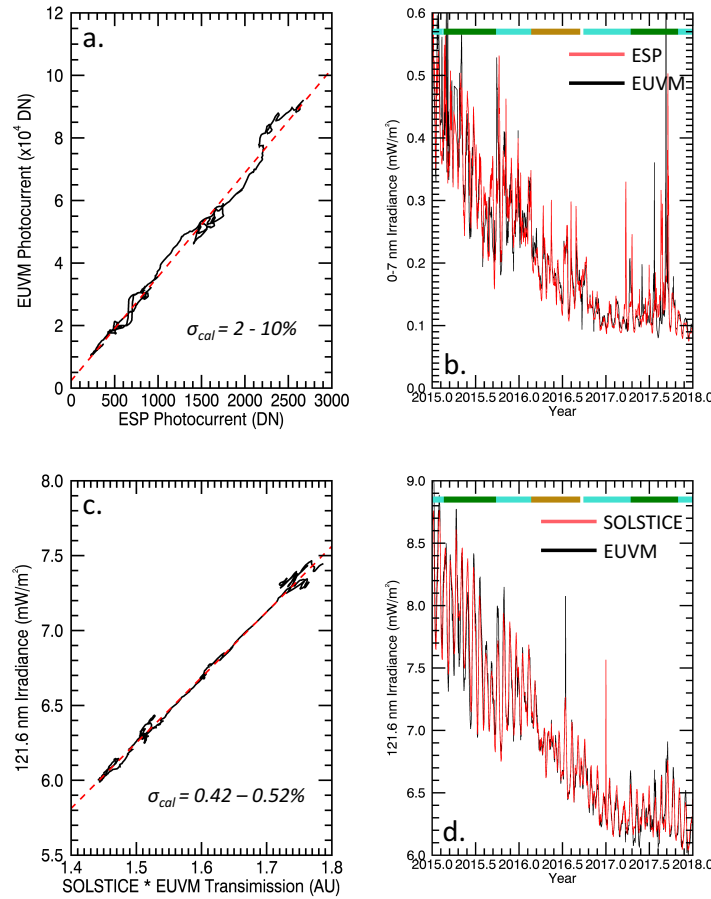 a.
12
10
8
6
4
2
0
EUVM Photocurrent (x10⁴ DN)
σcal = 2 - 10%
0 500 1000 1500 2000 2500 3000
ESP Photocurrent (DN)
0.6
0.5
0.4
0.3
0.2
0.1
0.0
0-7 nm Irradiance (mW/m²)
ESP
EUVM
b.
2015.0 2015.5 2016.0 2016.5 2017.0 2017.5 2018.0
Year
c.
8.0
7.5
7.0
6.5
6.0
5.5
121.6 nm Irradiance (mW/m²)
σcal = 0.42 – 0.52%
1.4 1.5 1.6 1.7 1.8
SOLSTICE * EUVM Transimission (AU)
9.0
8.5
8.0
7.5
7.0
6.5
6.0
121.6 nm Irradiance (mW/m²)
SOLSTICE
EUVM
d.
2015.0 2015.5 2016.0 2016.5 2017.0 2017.5 2018.0
Year